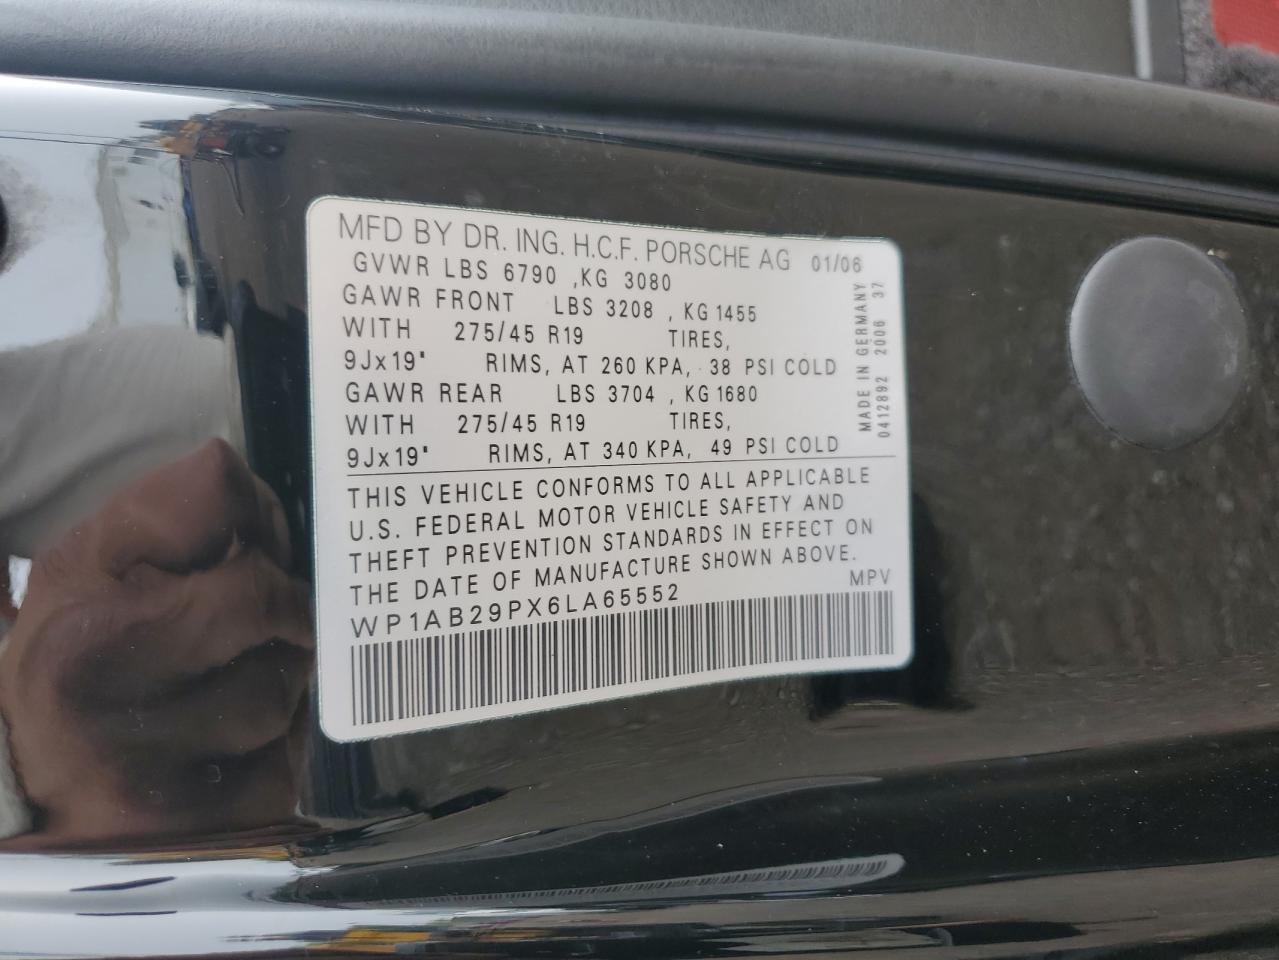 MFD BY DR. ING. H.C.F. PORSCHE AG 01/06
GVWR LBS 6790 ,KG 3080
GAWR FRONT LBS 3208 , KG 1455
WITH 275/45 R19 TIRES,
9Jx19" RIMS, AT 260 KPA, 38 PSI COLD
GAWR REAR LBS 3704 , KG 1680
WITH 275/45 R19 TIRES,
9Jx19" RIMS, AT 340 KPA, 49 PSI COLD
MADE IN GERMANY
0412892 2006 37
THIS VEHICLE CONFORMS TO ALL APPLICABLE
U.S. FEDERAL MOTOR VEHICLE SAFETY AND
THEFT PREVENTION STANDARDS IN EFFECT ON
THE DATE OF MANUFACTURE SHOWN ABOVE.
WP1AB29PX6LA65552 MPV